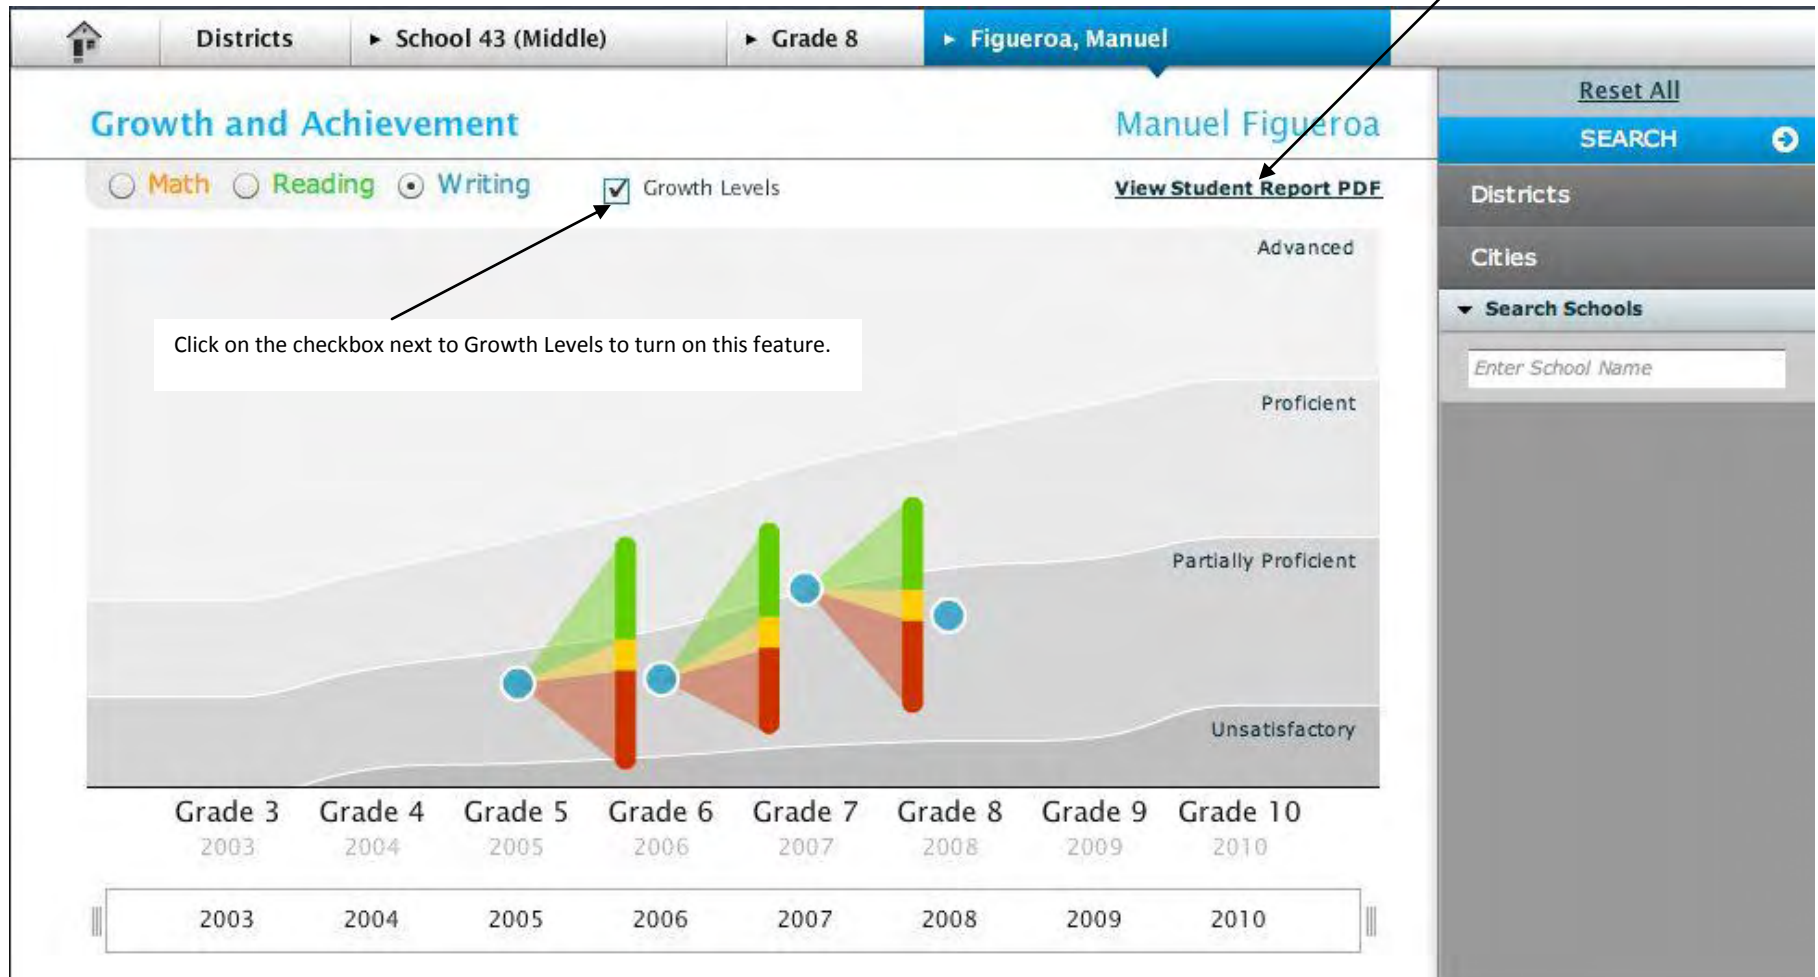 Districts ► School 43 (Middle) ► Grade 8 ► Figueroa, Manuel
Growth and Achievement
Manuel Figueroa
Math Reading Writing Growth Levels
View Student Report PDF
Reset All
SEARCH
Districts
Cities
Search Schools
Enter School Name
Advanced
Click on the checkbox next to Growth Levels to turn on this feature.
Proficient
Partially Proficient
Unsatisfactory
Grade 3 Grade 4 Grade 5 Grade 6 Grade 7 Grade 8 Grade 9 Grade 10
2003 2004 2005 2006 2007 2008 2009 2010
2003 2004 2005 2006 2007 2008 2009 2010